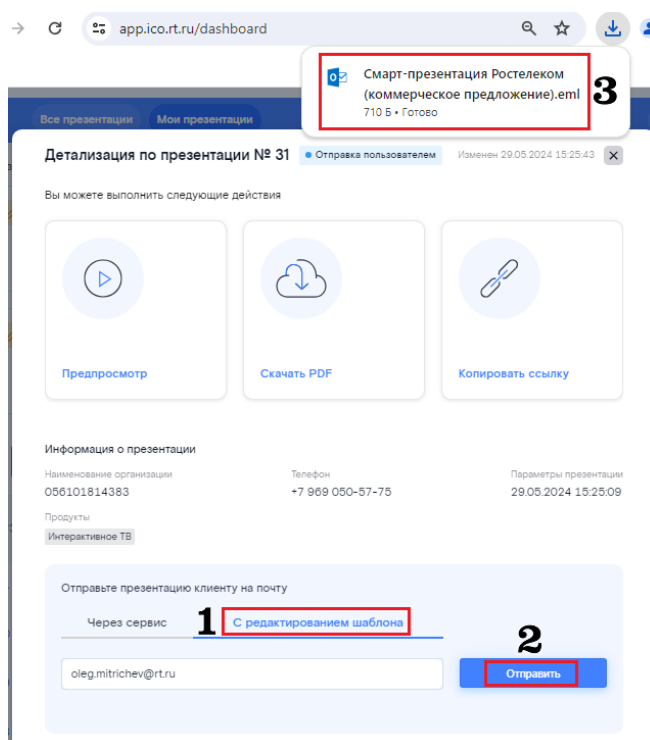 app.ico.rt.ru/dashboard
Смарт-презентация Ростелеком
(коммерческое предложение).eml
710 Б • Готово
3
Все презентации Мои презентации
Детализация по презентации № 31 • Отправка пользователем Изменен 29.05.2024 15:25:43
Вы можете выполнить следующие действия
Предпросмотр Скачать PDF Копировать ссылку
Информация о презентации
Наименование организации Телефон Параметры презентации
056101814383 +7 969 050-57-75 29.05.2024 15:25:09
Продукты
Интерактивное ТВ
Отправьте презентацию клиенту на почту
Через сервис 1 С редактированием шаблона
2
oleg.mitrichev@rt.ru Отправить